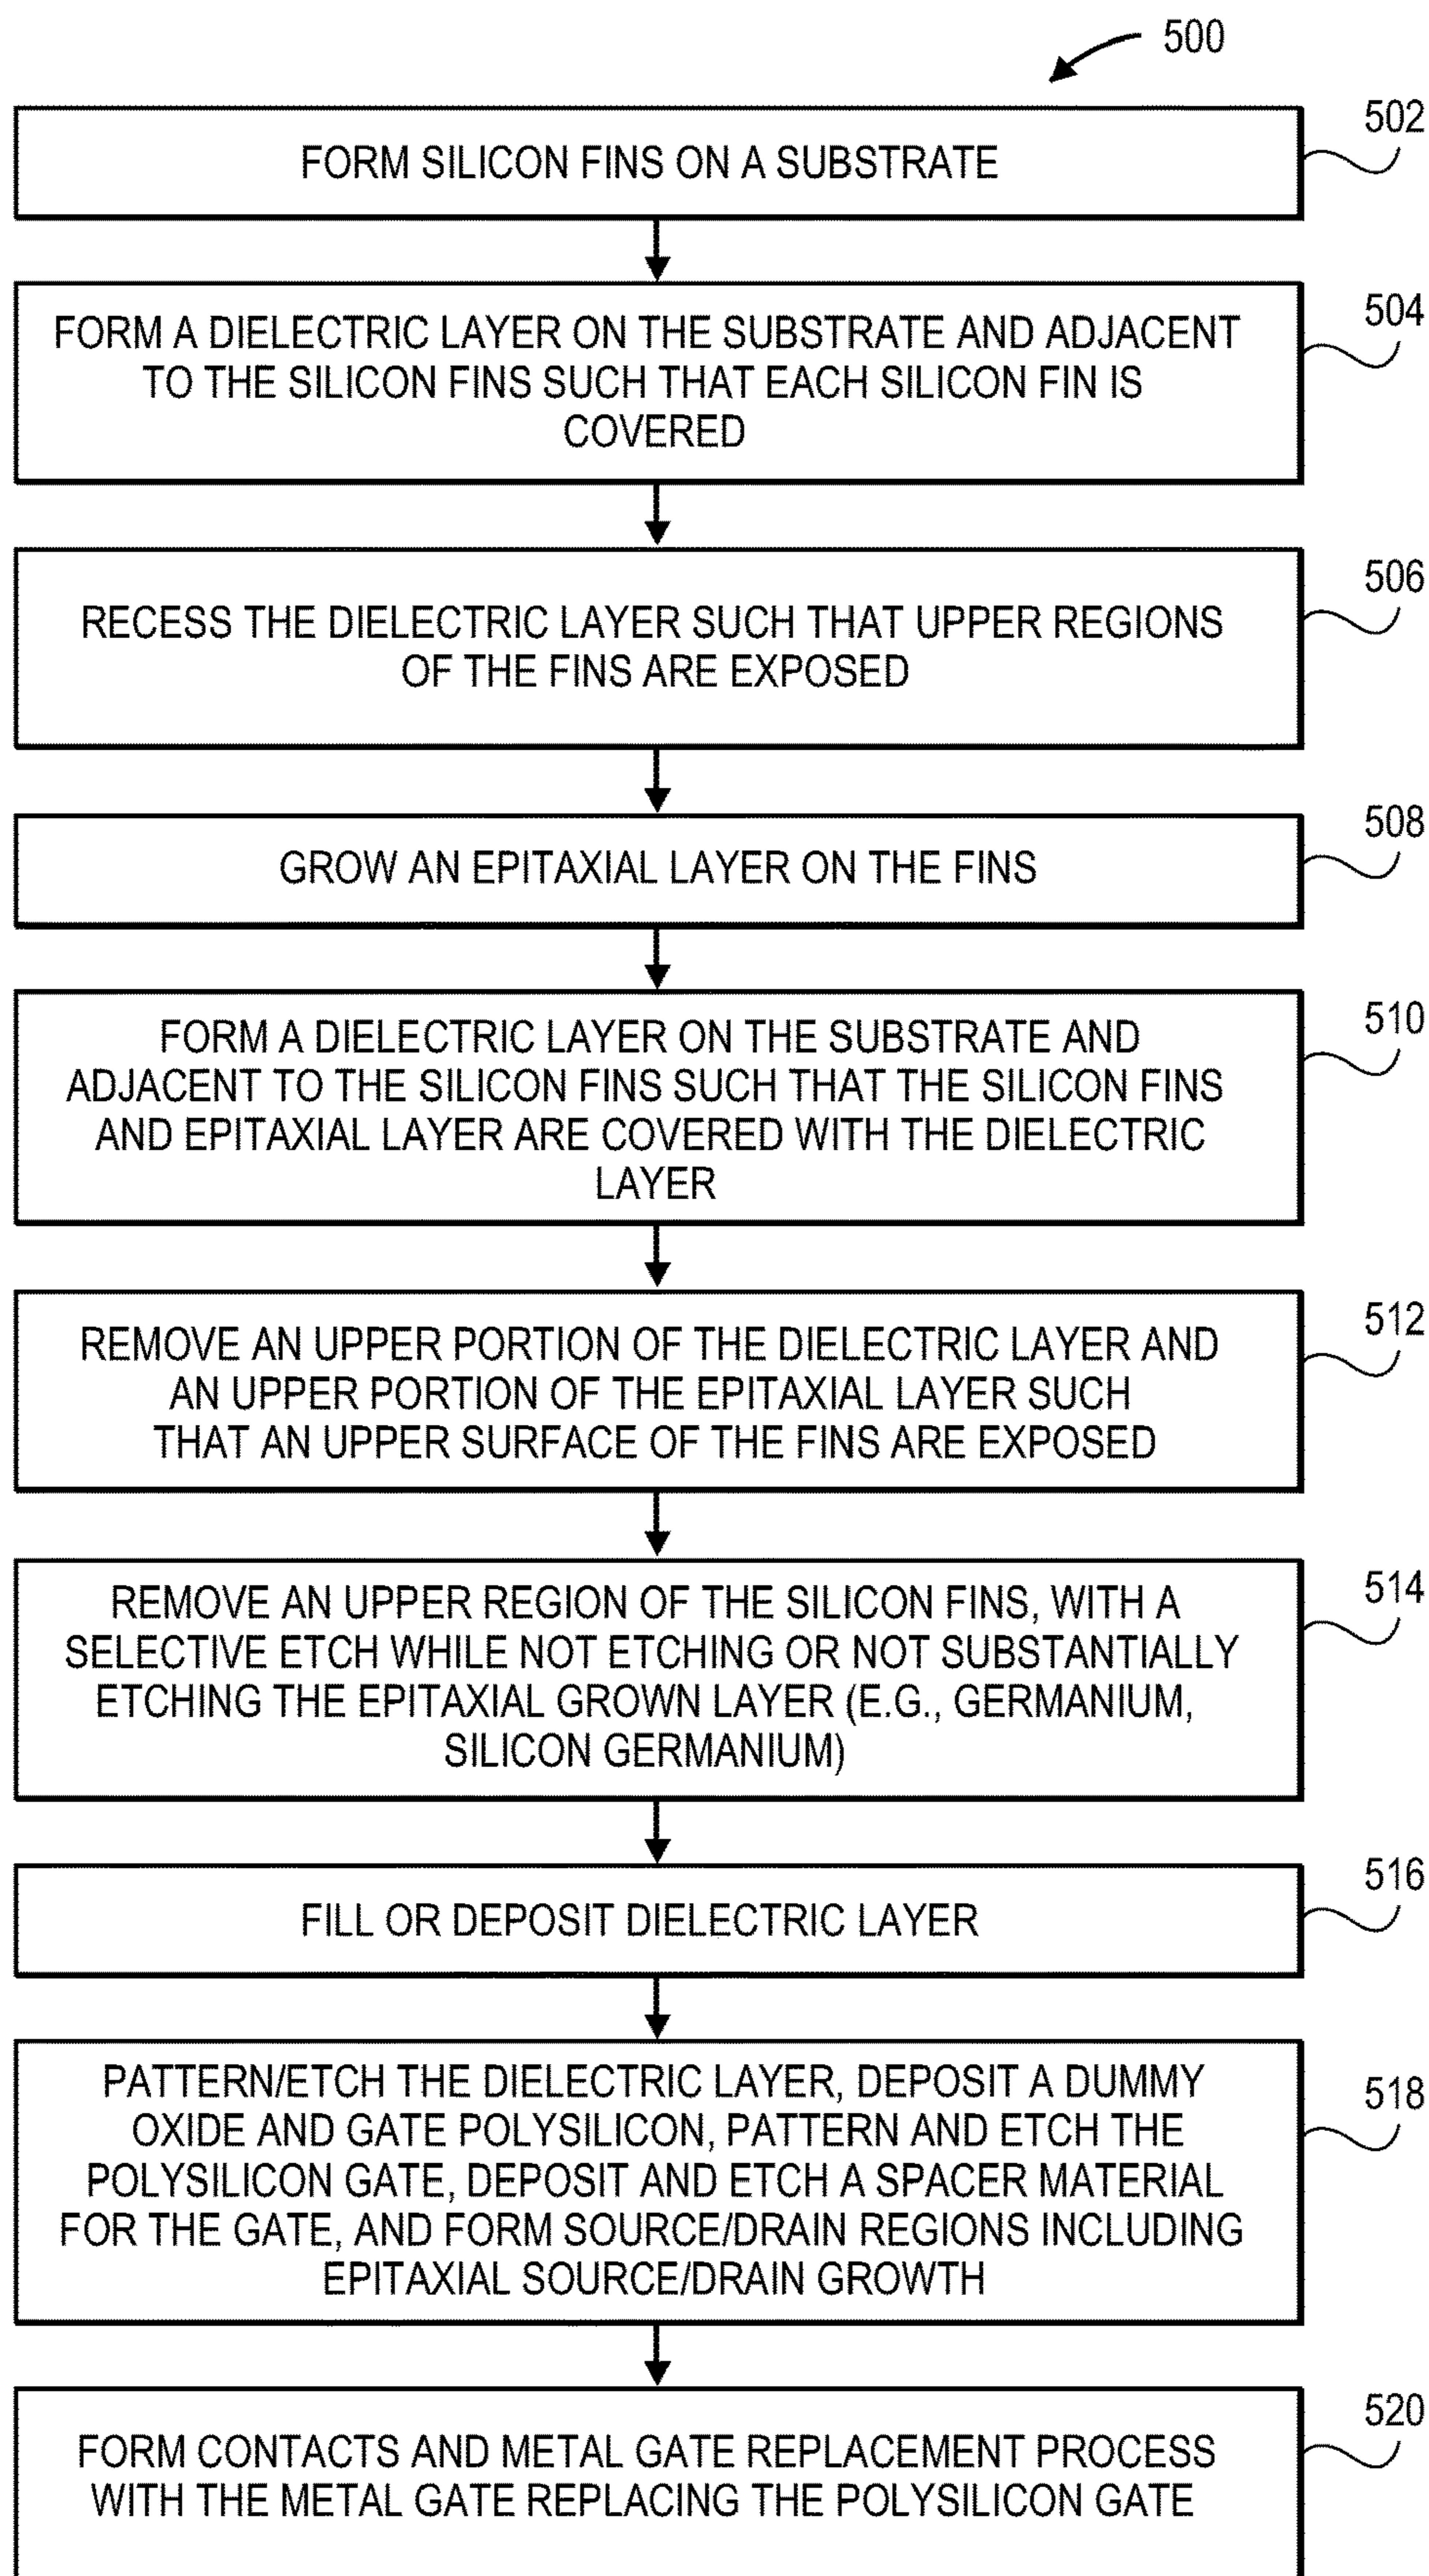 500
502
FORM SILICON FINS ON A SUBSTRATE
504
FORM A DIELECTRIC LAYER ON THE SUBSTRATE AND ADJACENT
TO THE SILICON FINS SUCH THAT EACH SILICON FIN IS
COVERED
506
RECESS THE DIELECTRIC LAYER SUCH THAT UPPER REGIONS
OF THE FINS ARE EXPOSED
508
GROW AN EPITAXIAL LAYER ON THE FINS
510
FORM A DIELECTRIC LAYER ON THE SUBSTRATE AND
ADJACENT TO THE SILICON FINS SUCH THAT THE SILICON FINS
AND EPITAXIAL LAYER ARE COVERED WITH THE DIELECTRIC
LAYER
512
REMOVE AN UPPER PORTION OF THE DIELECTRIC LAYER AND
AN UPPER PORTION OF THE EPITAXIAL LAYER SUCH
THAT AN UPPER SURFACE OF THE FINS ARE EXPOSED
514
REMOVE AN UPPER REGION OF THE SILICON FINS, WITH A
SELECTIVE ETCH WHILE NOT ETCHING OR NOT SUBSTANTIALLY
ETCHING THE EPITAXIAL GROWN LAYER (E.G., GERMANIUM,
SILICON GERMANIUM)
516
FILL OR DEPOSIT DIELECTRIC LAYER
518
PATTERN/ETCH THE DIELECTRIC LAYER, DEPOSIT A DUMMY
OXIDE AND GATE POLYSILICON, PATTERN AND ETCH THE
POLYSILICON GATE, DEPOSIT AND ETCH A SPACER MATERIAL
FOR THE GATE, AND FORM SOURCE/DRAIN REGIONS INCLUDING
EPITAXIAL SOURCE/DRAIN GROWTH
520
FORM CONTACTS AND METAL GATE REPLACEMENT PROCESS
WITH THE METAL GATE REPLACING THE POLYSILICON GATE